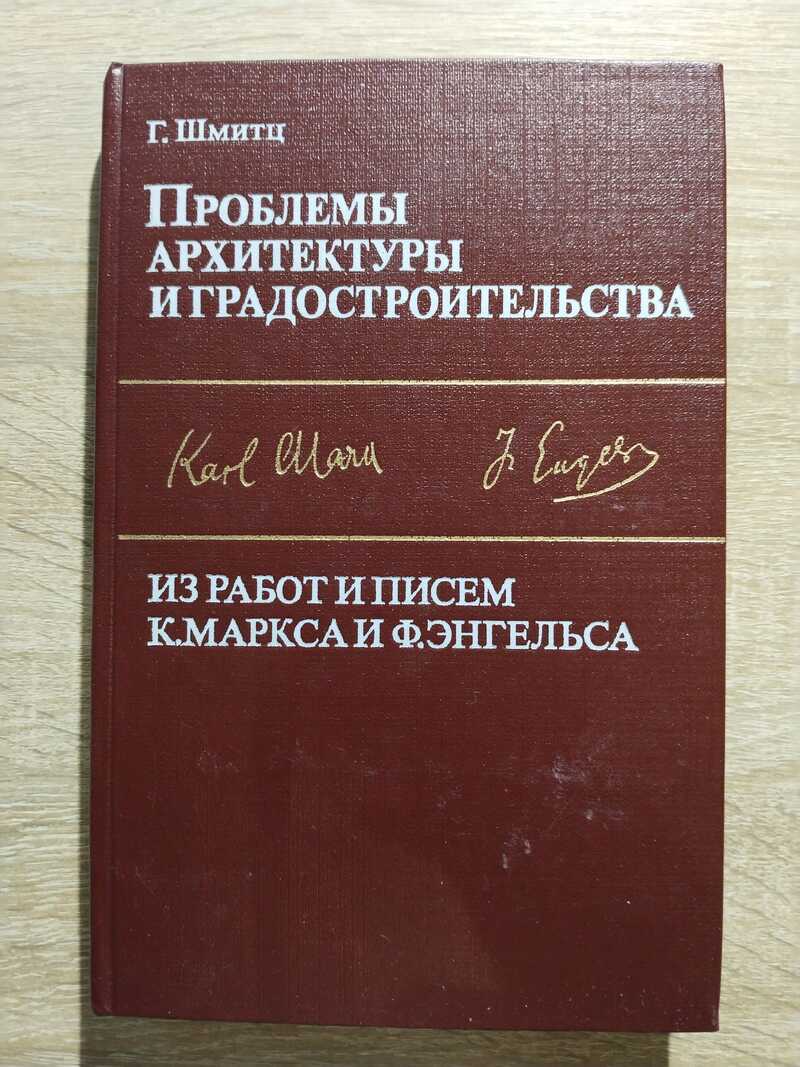 Г. Шмитц
Проблемы
архитектуры
и градостроительства
Karl Marx F. Engels
из работ и писем
К.Маркса и Ф.Энгельса